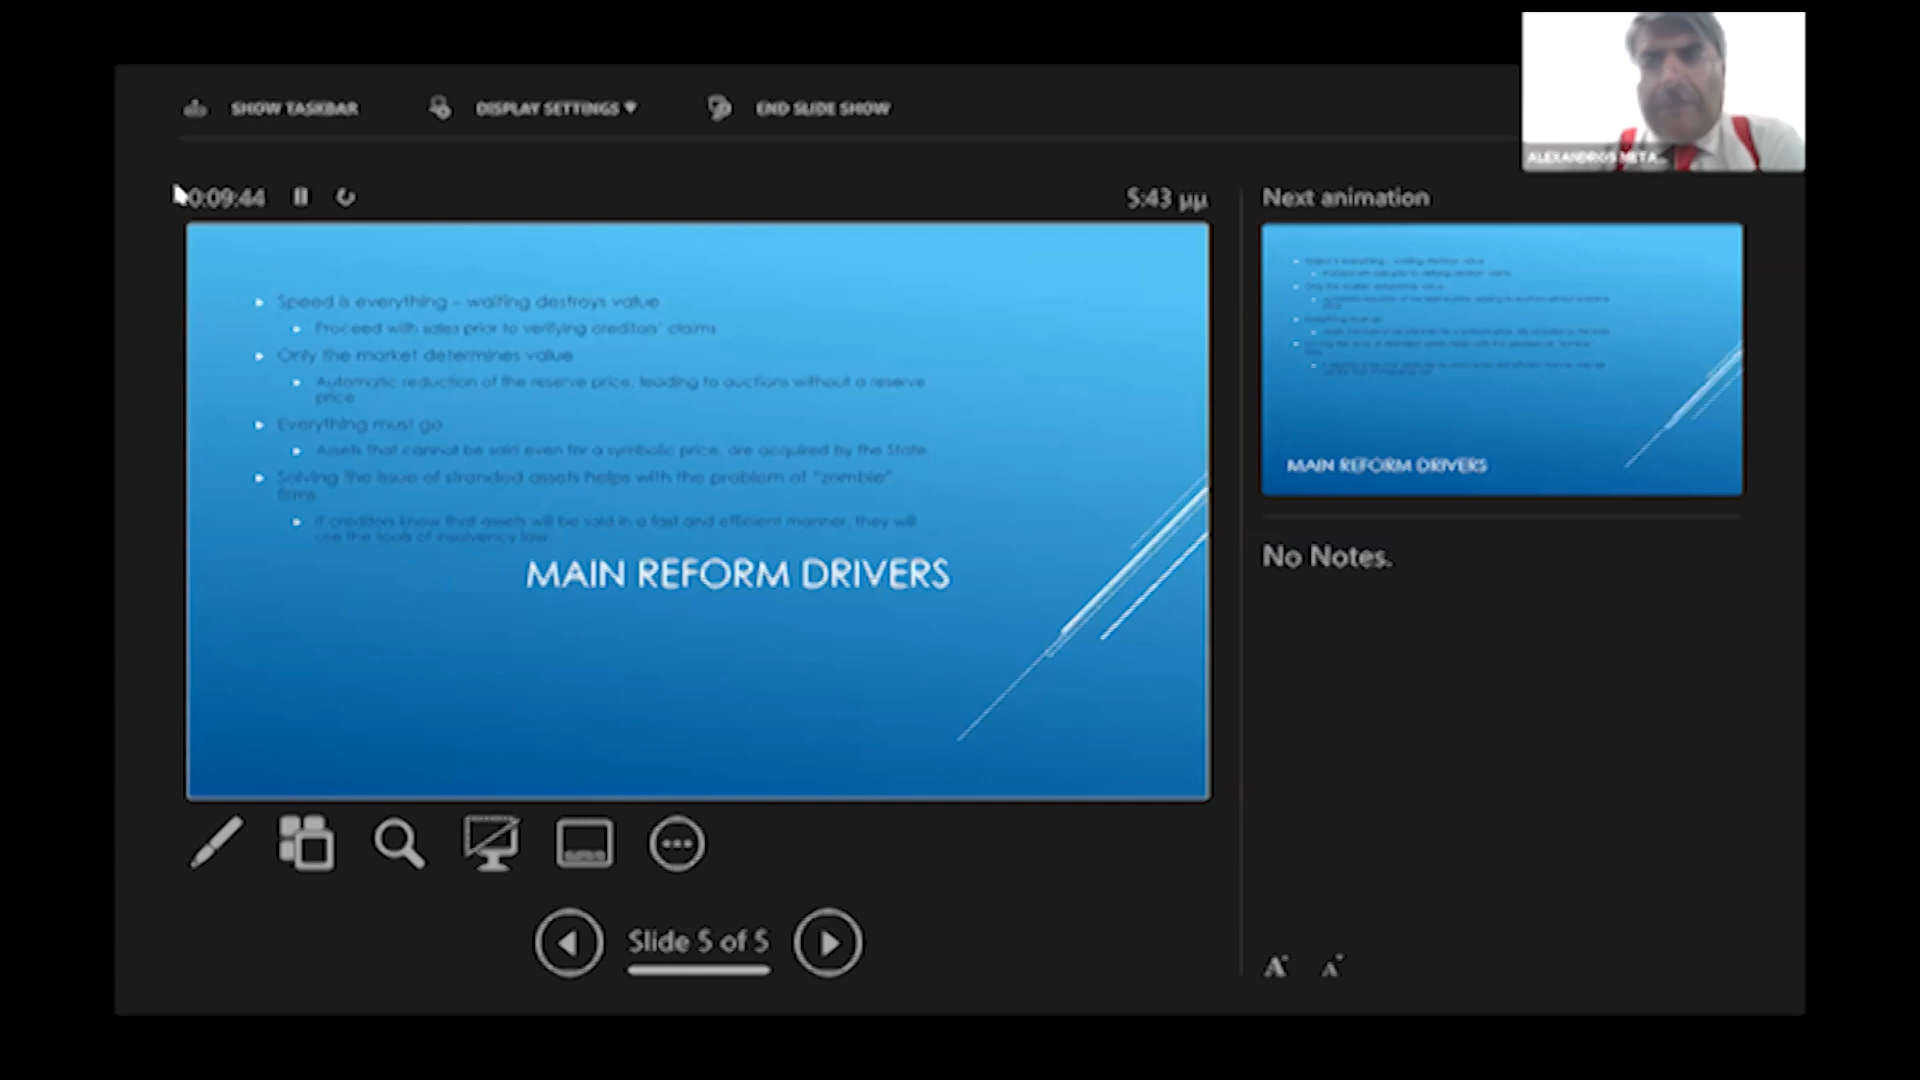 SHOW TASKBAR
DISPLAY SETTINGS
END SLIDE SHOW
ALEXANDROS META...
0:09:44
5:43 μμ
Next animation
Speed is everything – waiting destroys value
Proceed with sales prior to verifying creditors' claims
Only the market determines value
Automatic reduction of the reserve price, leading to auctions without a reserve
price
Everything must go
Assets that cannot be sold even for a symbolic price, are acquired by the State
Solving the issue of stranded assets helps with the problem of "zombie"
firms
If creditors know that assets will be sold in a fast and efficient manner, they will
use the tools of insolvency law
MAIN REFORM DRIVERS
MAIN REFORM DRIVERS
No Notes.
Slide 5 of 5
A A